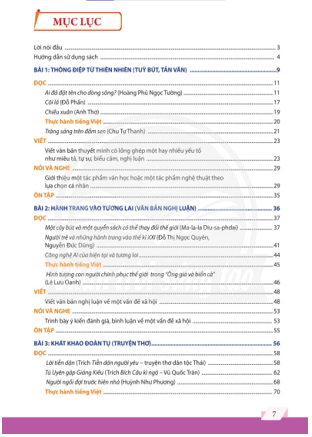 MỤC LỤC
Lời nói đầu 3
Hướng dẫn sử dụng sách 4
BÀI 1: THÔNG ĐIỆP TỪ THIÊN NHIÊN (TUỲ BÚT, TẢN VĂN) 9
ĐỌC 11
Ai đã đặt tên cho dòng sông? (Hoàng Phủ Ngọc Tường) 11
Cõi lá (Đỗ Phấn) 17
Chiều xuân (Anh Thơ) 19
Thực hành tiếng Việt 20
Trăng sáng trên đầm sen (Chu Tự Thanh) 21
VIẾT 23
Viết văn bản thuyết minh có lồng ghép một hay nhiều yếu tố
như miêu tả, tự sự, biểu cảm, nghị luận 23
NÓI VÀ NGHE 29
Giới thiệu một tác phẩm văn học hoặc một tác phẩm nghệ thuật theo
lựa chọn cá nhân 29
ÔN TẬP 35
BÀI 2: HÀNH TRANG VÀO TƯƠNG LAI (VĂN BẢN NGHỊ LUẬN) 36
ĐỌC 37
Một cây bút và một quyển sách có thể thay đổi thế giới (Ma-la-la Diu-sa-phdai) 37
Người trẻ và những hành trang vào thế kỉ XXI (Đỗ Thị Ngọc Quyên,
Nguyễn Đức Dũng) 41
Công nghệ AI của hiện tại và tương lai 44
Thực hành tiếng Việt 45
Hình tượng con người chinh phục thế giới trong "Ông già và biển cả"
(Lê Lưu Oanh) 46
VIẾT 48
Viết văn bản nghị luận về một vấn đề xã hội 48
NÓI VÀ NGHE 53
Trình bày ý kiến đánh giá, bình luận về một vấn đề xã hội 53
ÔN TẬP 55
BÀI 3: KHÁT KHAO ĐOÀN TỤ (TRUYỆN THƠ) 56
ĐỌC 58
Lời tiễn dặn (Trích Tiễn dặn người yêu – truyện thơ dân tộc Thái) 58
Tú Uyên gặp Giáng Kiều (Trích Bích Câu kì ngộ – Vũ Quốc Trân) 62
Người ngồi đợi trước hiên nhà (Huỳnh Như Phương) 68
Thực hành tiếng Việt 70
7